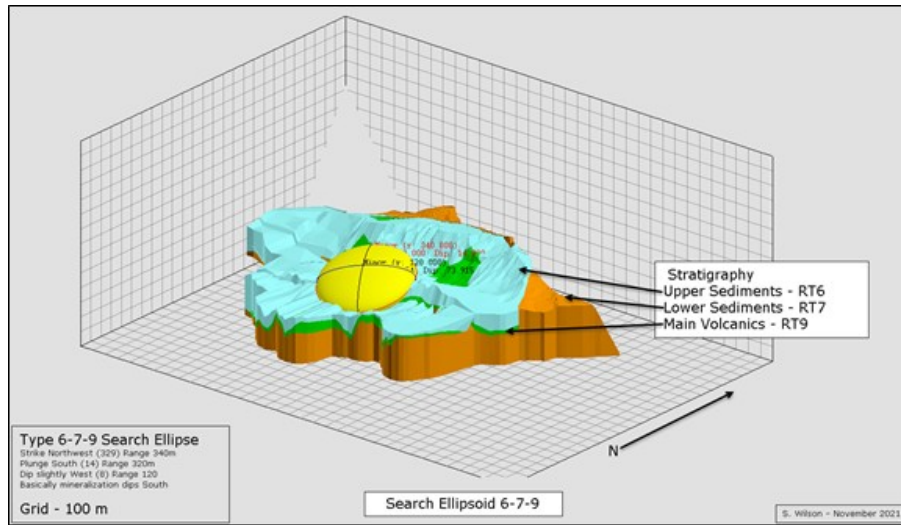 Stratigraphy
Upper Sediments - RT6
Lower Sediments - RT7
Main Volcanics - RT9
N
Type 6-7-9 Search Ellipse
Strike Northwest (329) Range 340m
Plunge South (14) Range 320m
Dip slightly West (8) Range 120
Basically mineralization dips South
Grid - 100 m
Search Ellipsoid 6-7-9
S. Wilson - November 2021